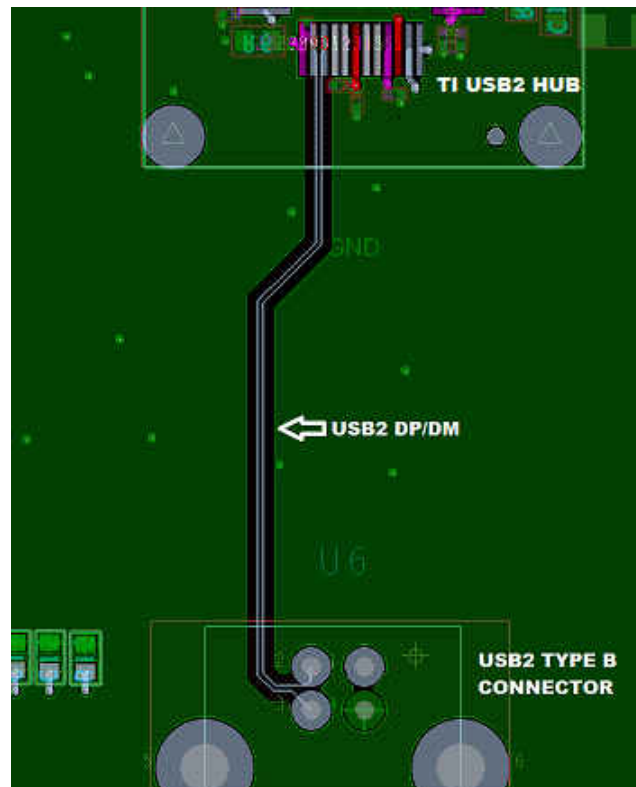 TI USB2 HUB
GND
USB2 DP/DM
U6
USB2 TYPE B
CONNECTOR